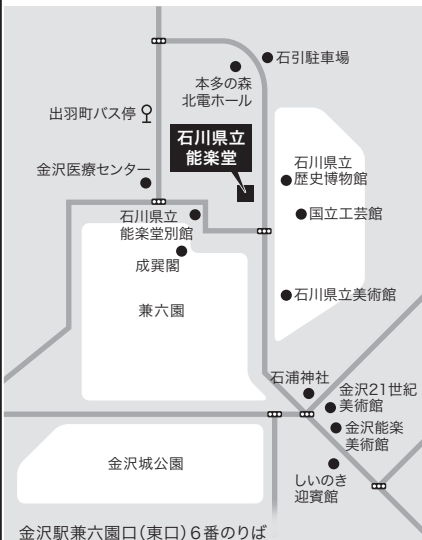 石引駐車場
本多の森
北電ホール
出羽町バス停
石川県立
能楽堂
金沢医療センター
石川県立
歴史博物館
国立工芸館
石川県立
能楽堂別館
成巽閣
石川県立美術館
兼六園
石浦神社
金沢21世紀
美術館
金沢能楽
美術館
金沢城公園
しいのき
迎賓館
金沢駅兼六園口(東口)6番のりば